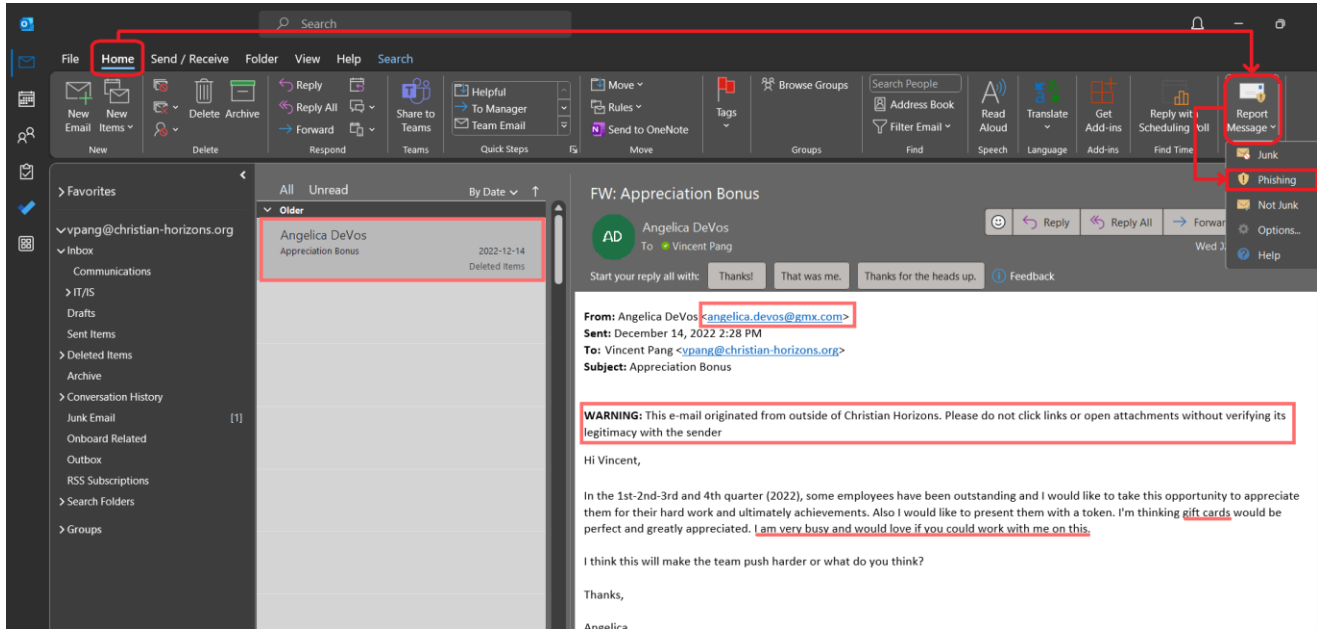 Search
File Home Send / Receive Folder View Help Search
New Email
New Items
Delete Archive
Reply
Reply All
Forward
Share to Teams
Helpful
To Manager
Team Email
Move
Rules
Send to OneNote
Tags
Browse Groups
Search People
Address Book
Filter Email
Read Aloud
Translate
Get Add-ins
Reply with Scheduling Poll
Report Message
New Delete Respond Teams Quick Steps Move Groups Find Speech Language Add-ins Find Time
Junk
Phishing
Not Junk
Options...
Help
Favorites
vpang@christian-horizons.org
Inbox
Communications
IT/IS
Drafts
Sent Items
Deleted Items
Archive
Conversation History
Junk Email [1]
Onboard Related
Outbox
RSS Subscriptions
Search Folders
Groups
All Unread By Date
Older
Angelica DeVos
Appreciation Bonus 2022-12-14
Deleted Items
FW: Appreciation Bonus
AD
Angelica DeVos
To Vincent Pang
Reply Reply All
Wed
Start your reply all with: Thanks! That was me. Thanks for the heads up. Feedback
From: Angelica DeVos <angelica.devos@gmx.com>
Sent: December 14, 2022 2:28 PM
To: Vincent Pang <vpang@christian-horizons.org>
Subject: Appreciation Bonus
WARNING: This e-mail originated from outside of Christian Horizons. Please do not click links or open attachments without verifying its
legitimacy with the sender
Hi Vincent,
In the 1st-2nd-3rd and 4th quarter (2022), some employees have been outstanding and I would like to take this opportunity to appreciate
them for their hard work and ultimately achievements. Also I would like to present them with a token. I'm thinking gift cards would be
perfect and greatly appreciated. I am very busy and would love if you could work with me on this.
I think this will make the team push harder or what do you think?
Thanks,
Angelica